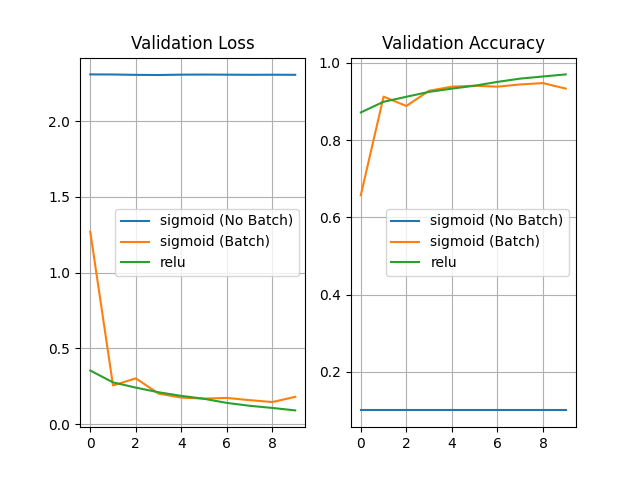 Validation Loss
2.0
1.5
1.0
0.5
0.0
0 2 4 6 8
sigmoid (No Batch)
sigmoid (Batch)
relu
Validation Accuracy
1.0
0.8
0.6
0.4
0.2
0 2 4 6 8
sigmoid (No Batch)
sigmoid (Batch)
relu